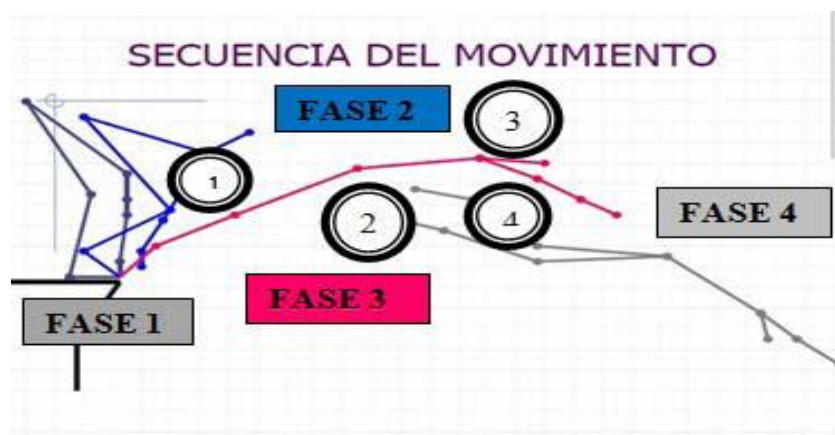 SECUENCIA DEL MOVIMIENTO
FASE 2
3
1
2
4
FASE 4
FASE 3
FASE 1